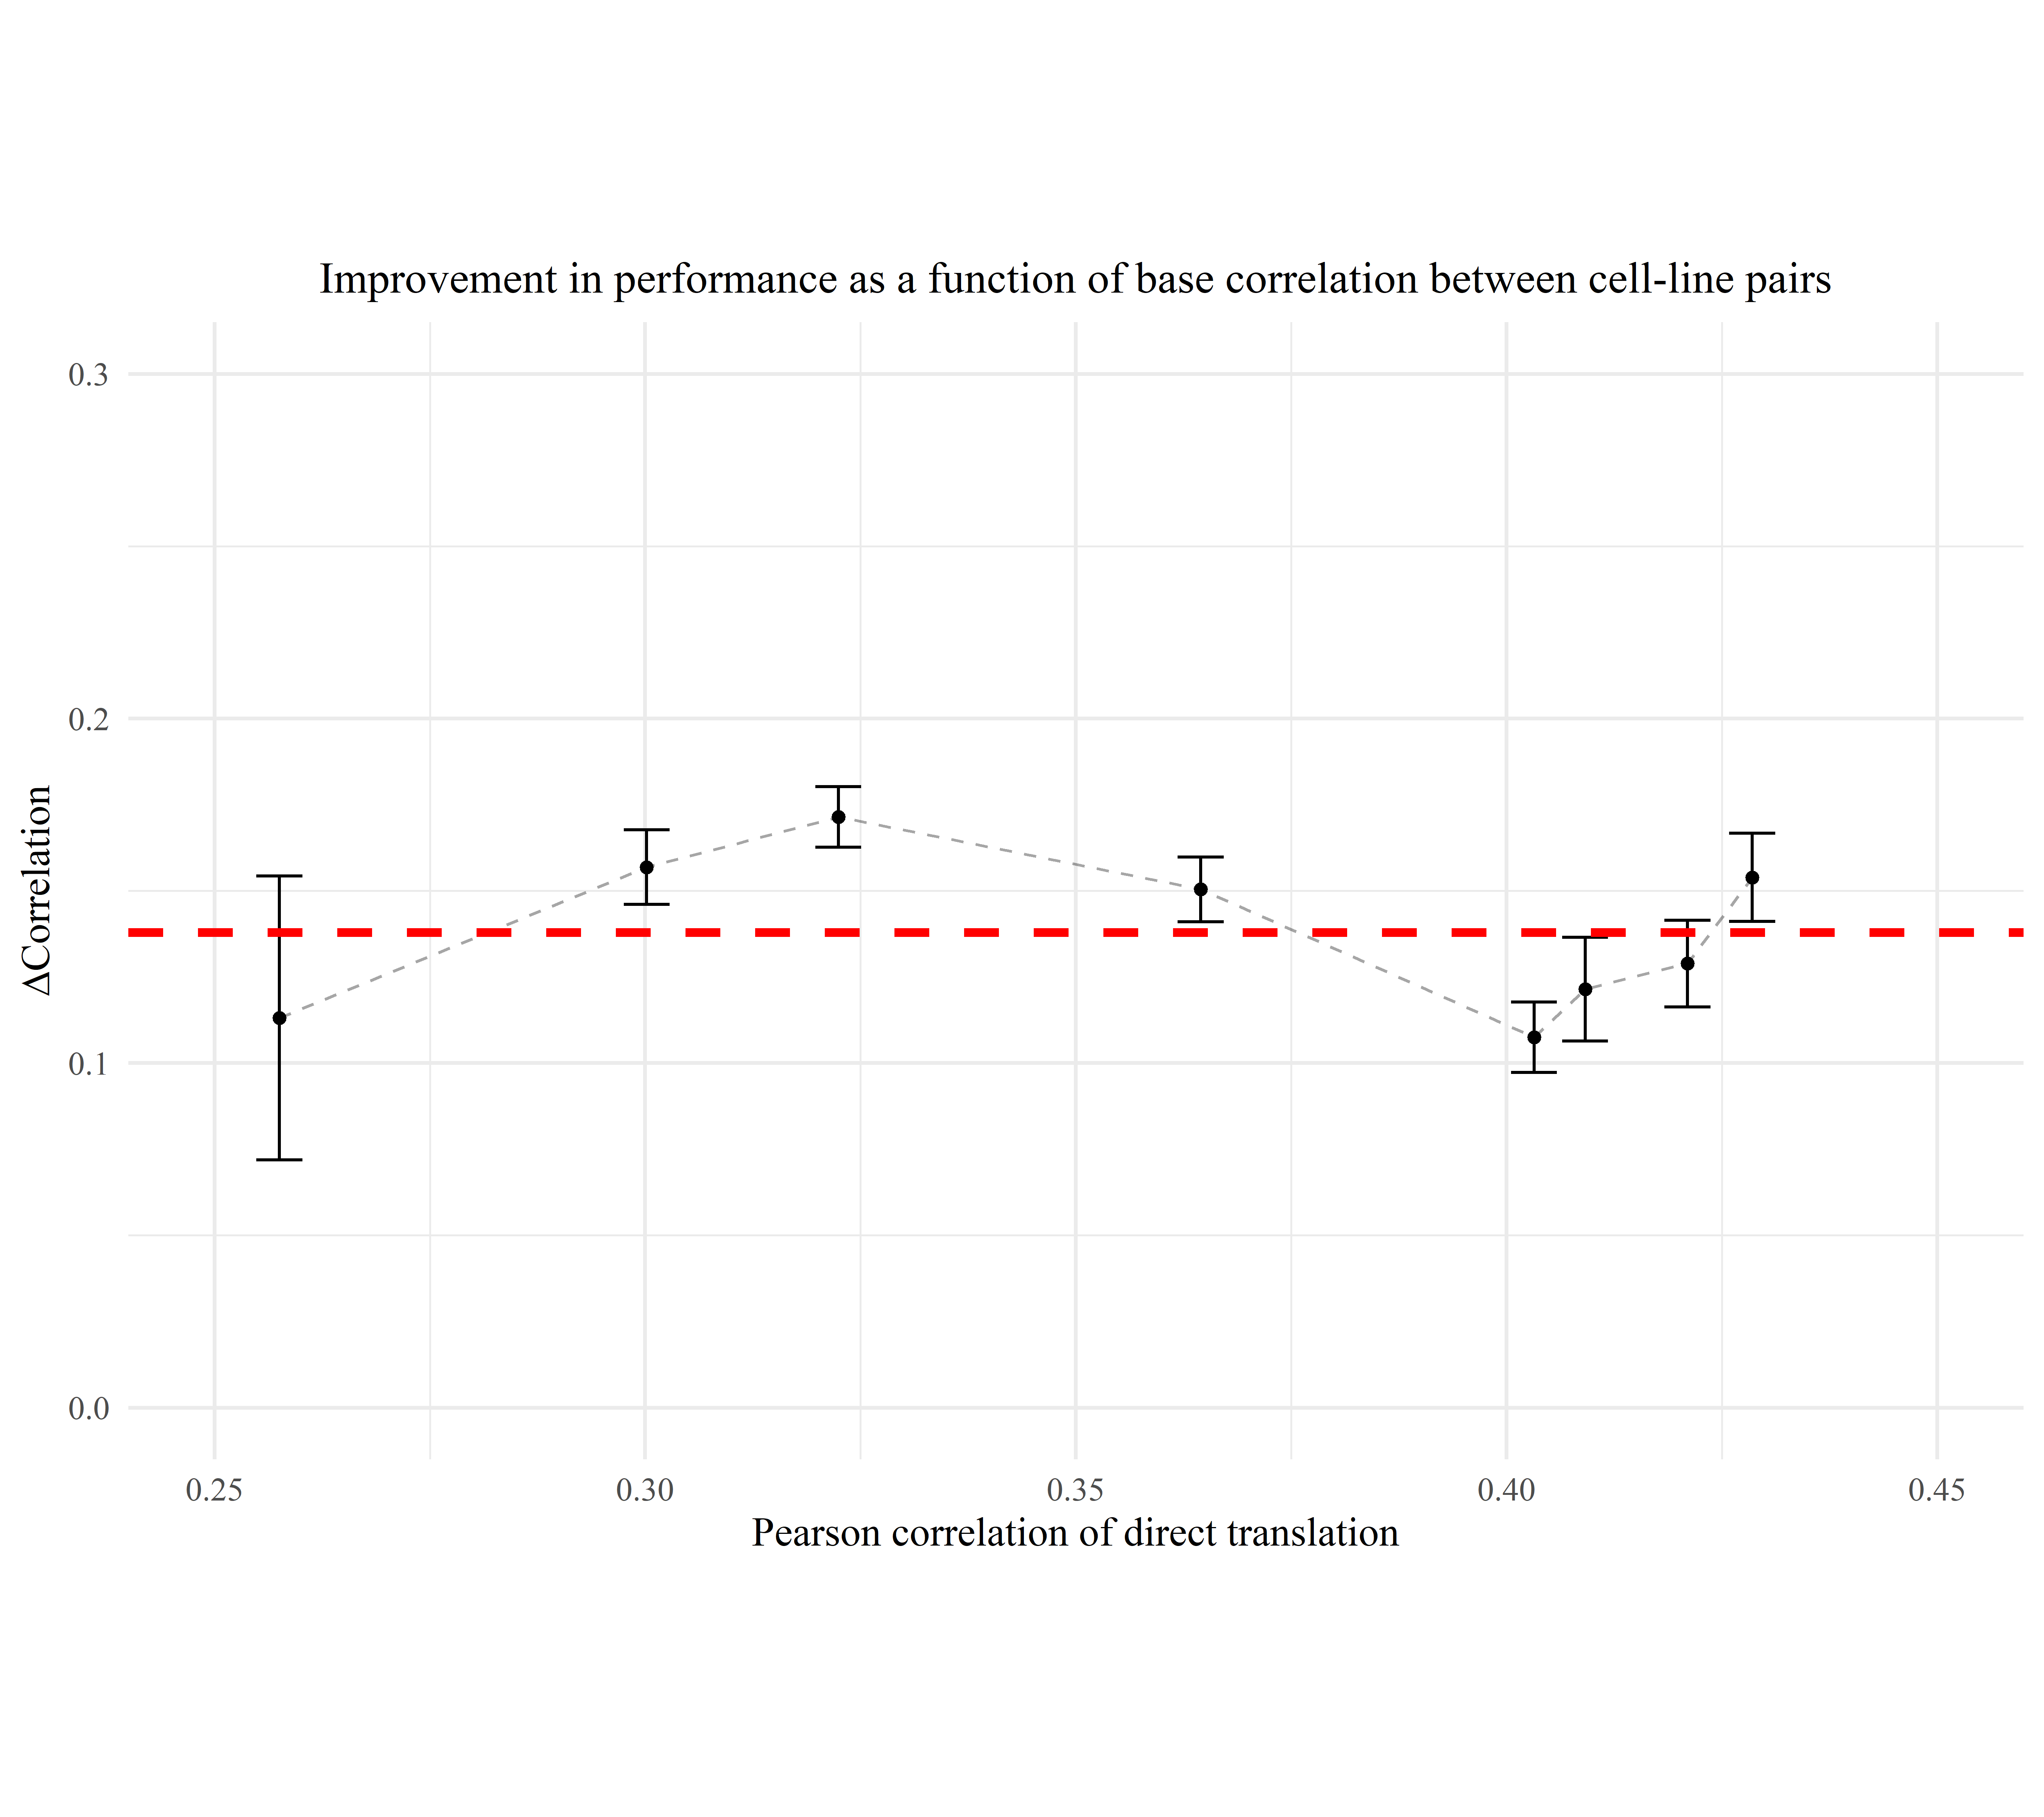 Improvement in performance as a function of base correlation between cell-line pairs
0.3
0.2
0.1
0.0
ΔCorrelation
0.25 0.30 0.35 0.40 0.45
Pearson correlation of direct translation